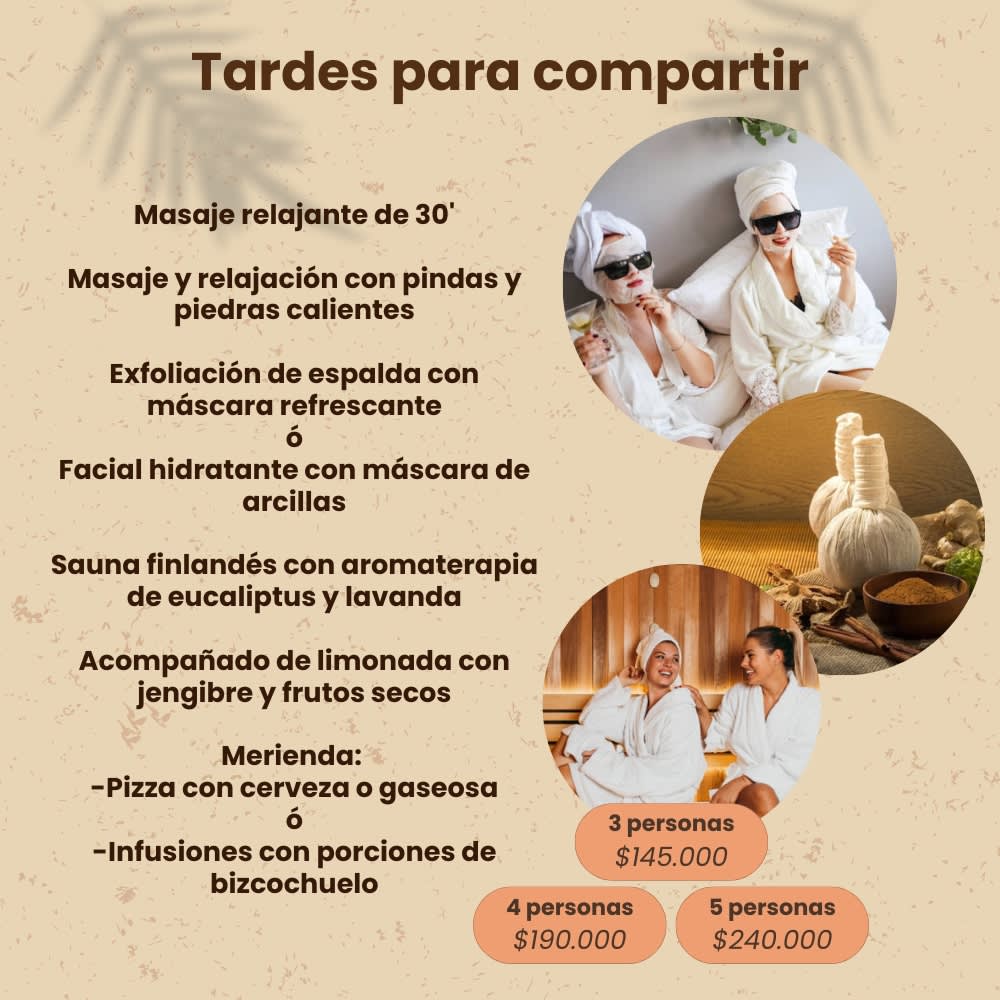 Tardes para compartir
Masaje relajante de 30'
Masaje y relajación con pindas y
piedras calientes
Exfoliación de espalda con
máscara refrescante
ó
Facial hidratante con máscara de
arcillas
Sauna finlandés con aromaterapia
de eucaliptus y lavanda
Acompañado de limonada con
jengibre y frutos secos
Merienda:
-Pizza con cerveza o gaseosa
ó
-Infusiones con porciones de
bizcochuelo
3 personas
$145.000
4 personas
$190.000
5 personas
$240.000